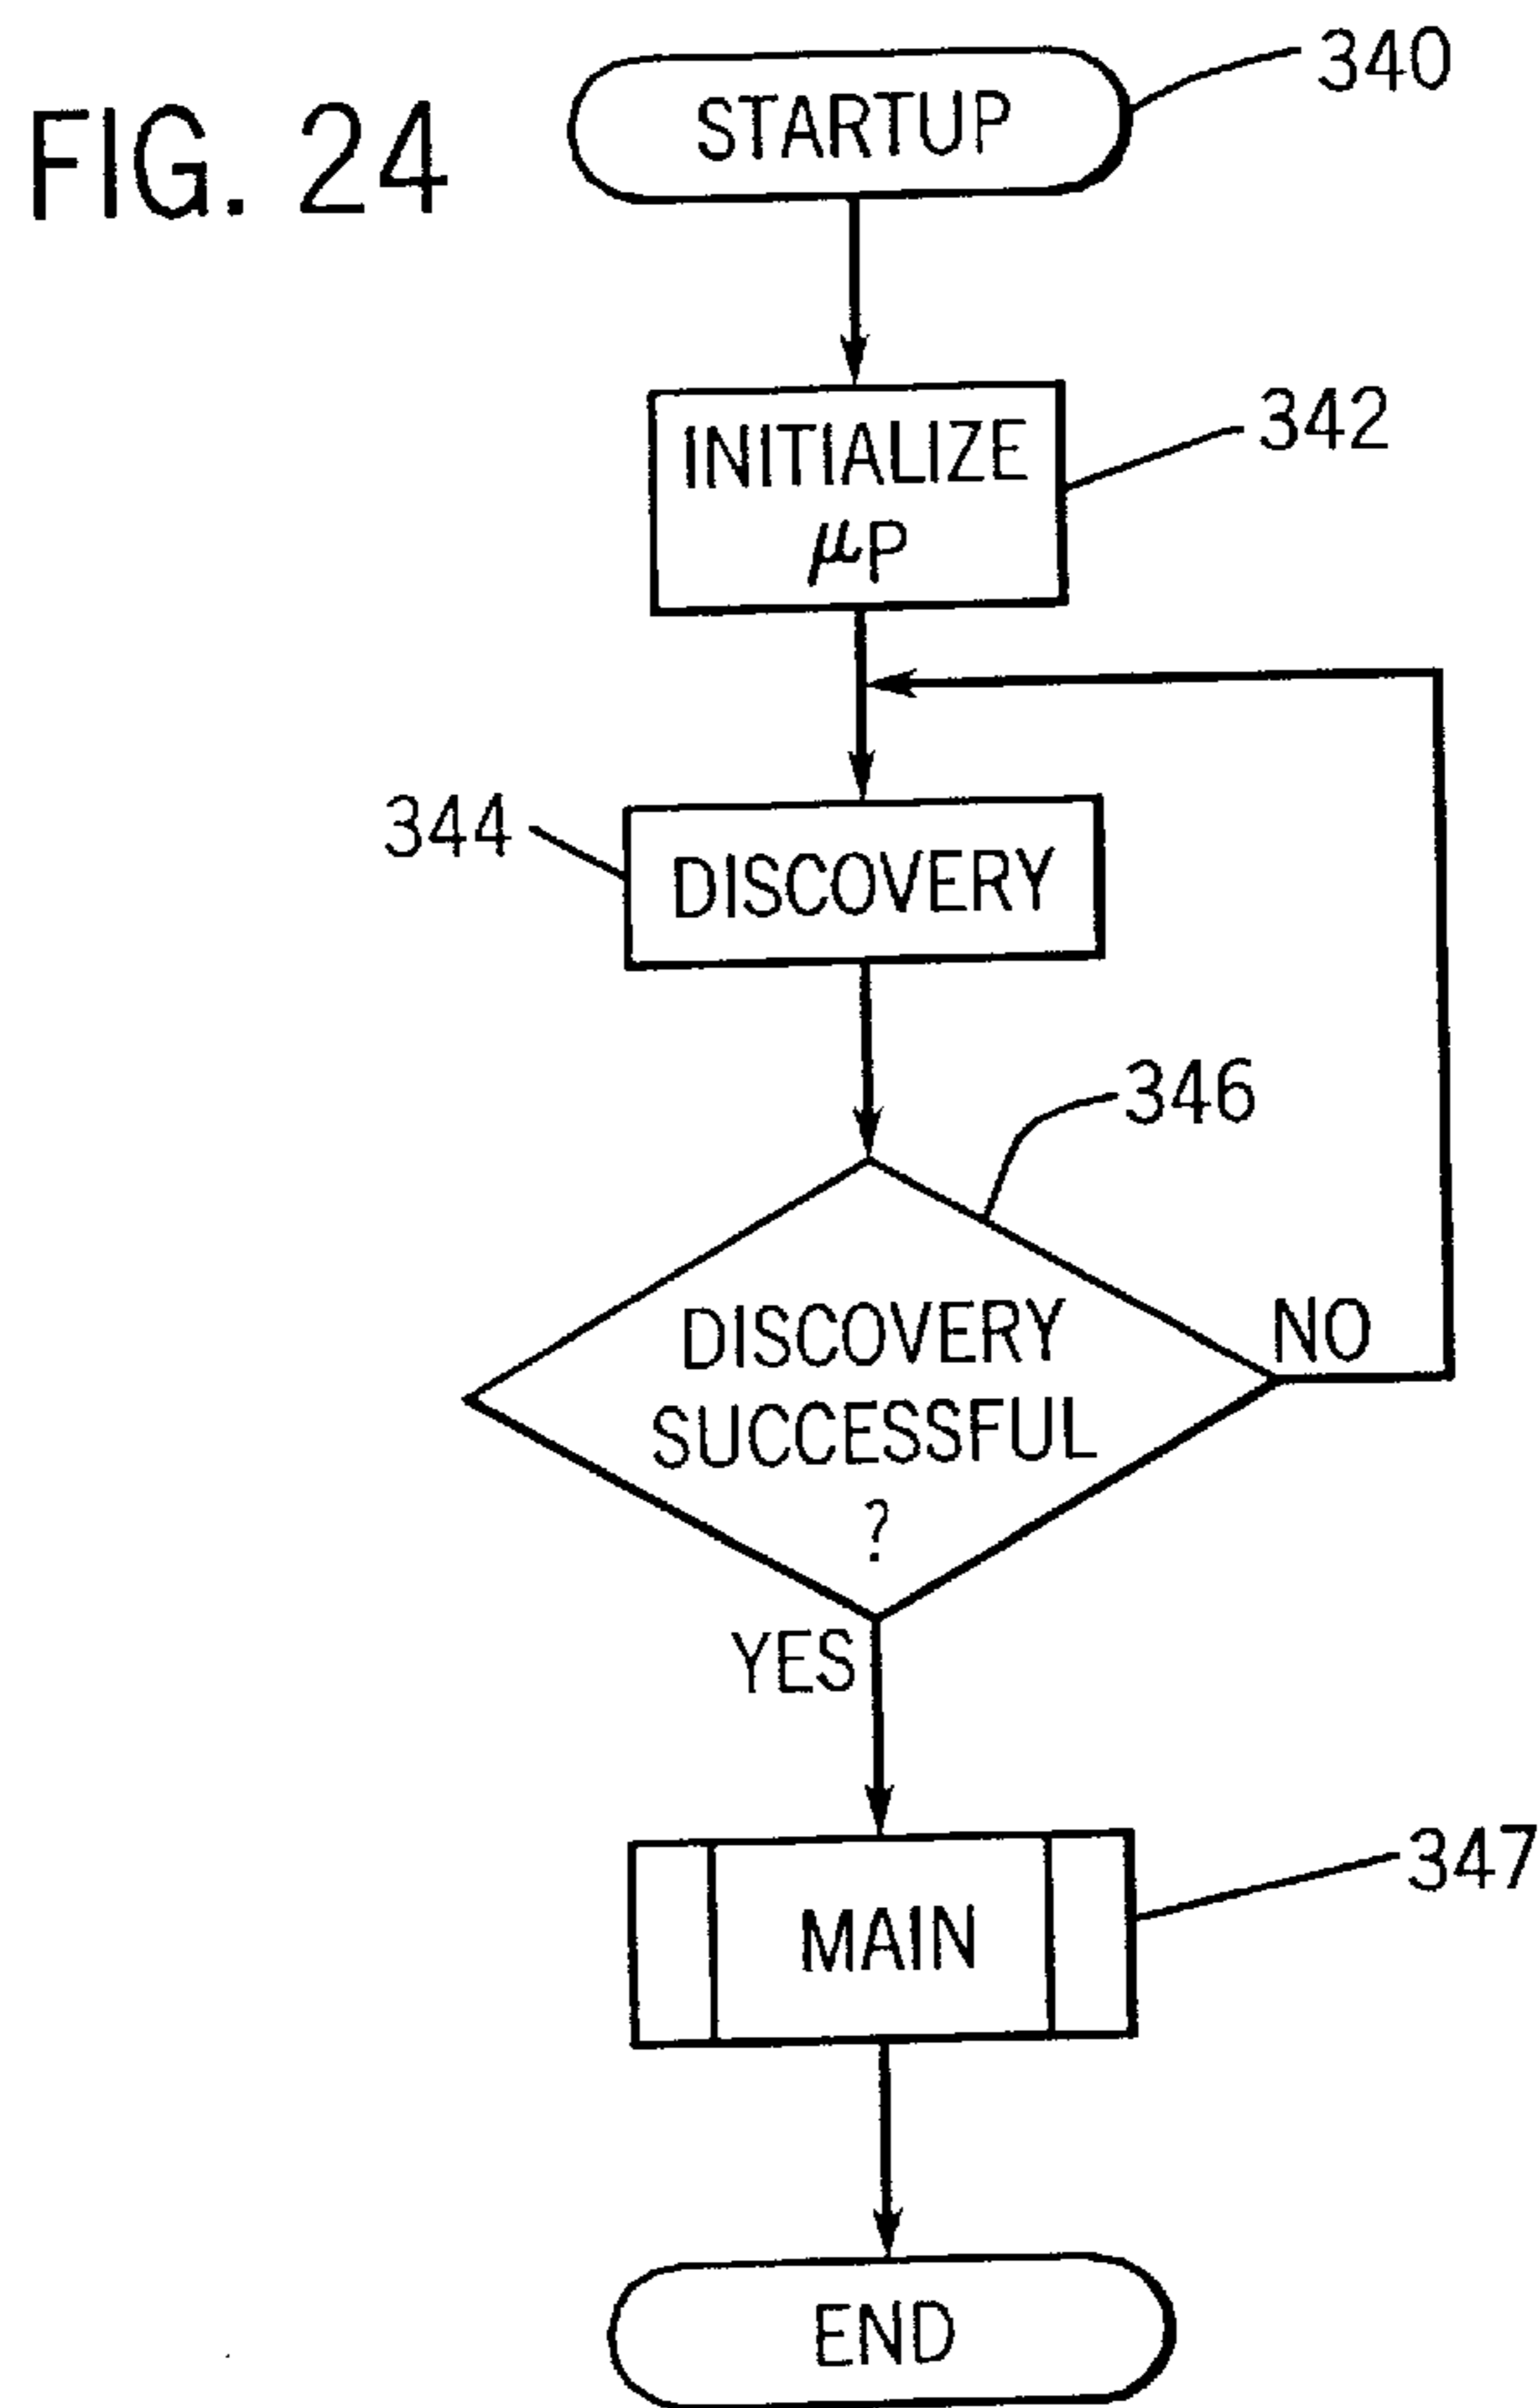 FIG. 24
STARTUP
340
INITIALIZE
μP
342
344
DISCOVERY
346
DISCOVERY
SUCCESSFUL
?
NO
YES
MAIN
347
END